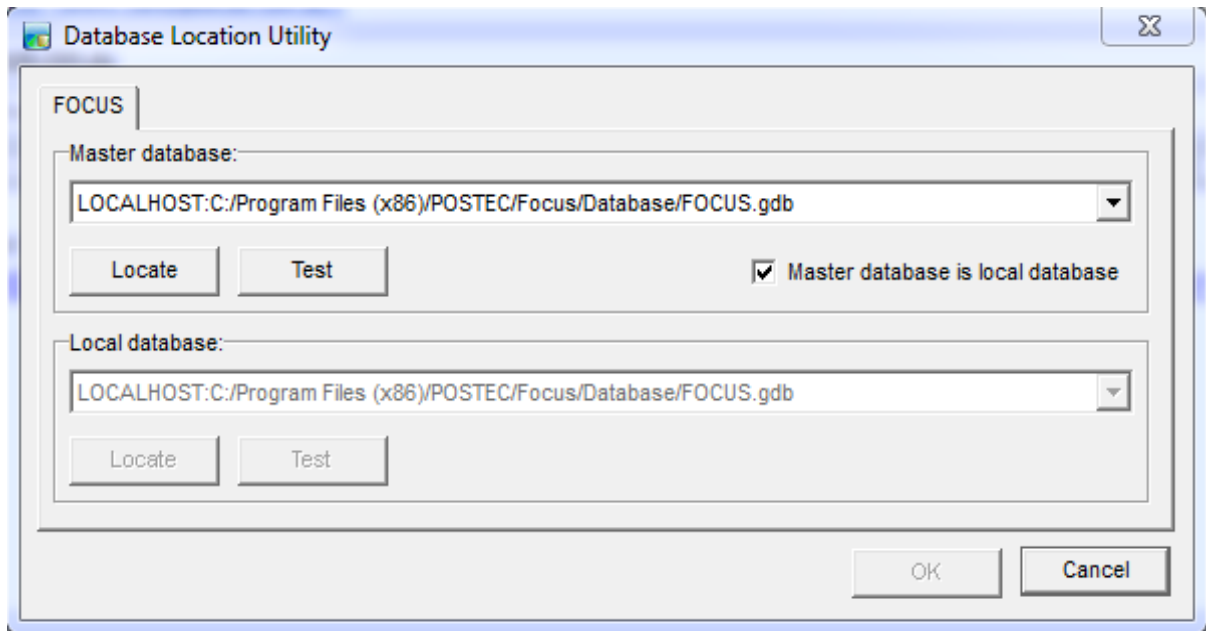 Database Location Utility
FOCUS
Master database:
LOCALHOST:C:/Program Files (x86)/POSTEC/Focus/Database/FOCUS.gdb
Locate Test Master database is local database
Local database:
LOCALHOST:C:/Program Files (x86)/POSTEC/Focus/Database/FOCUS.gdb
Locate Test
OK Cancel